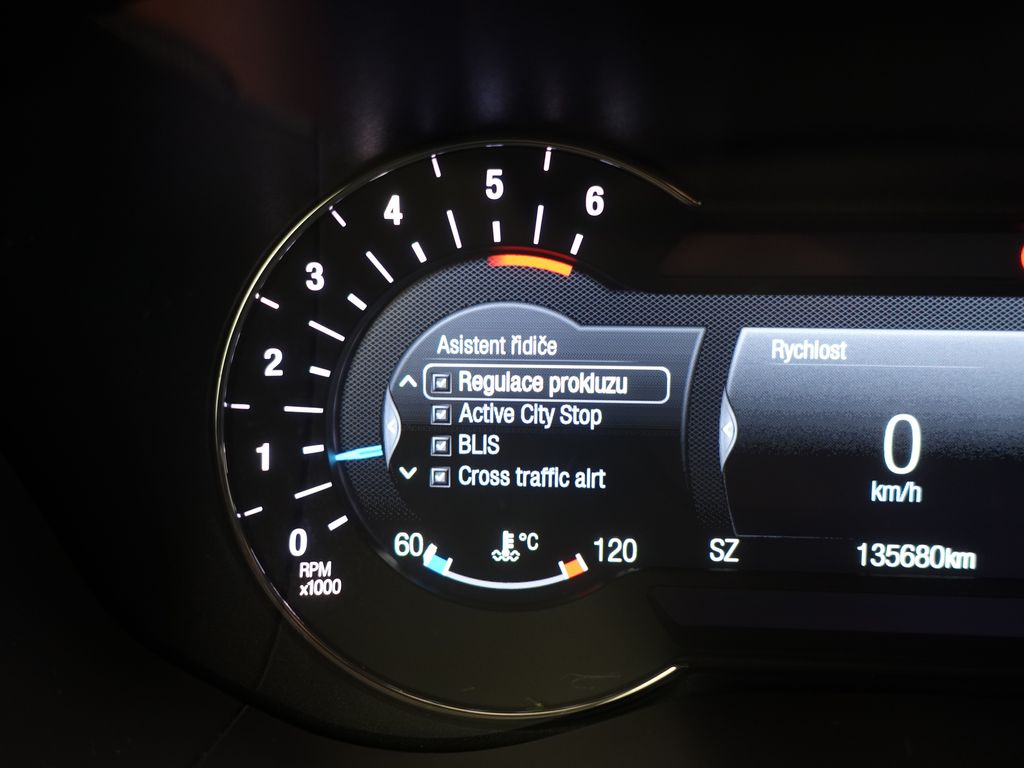 6
5
4
3
2
1
0
RPM
x1000
Asistent řidiče
Regulace prokluzu
Active City Stop
BLIS
Cross traffic alrt
60
°C
120
Rychlost
0
km/h
SZ
135680km